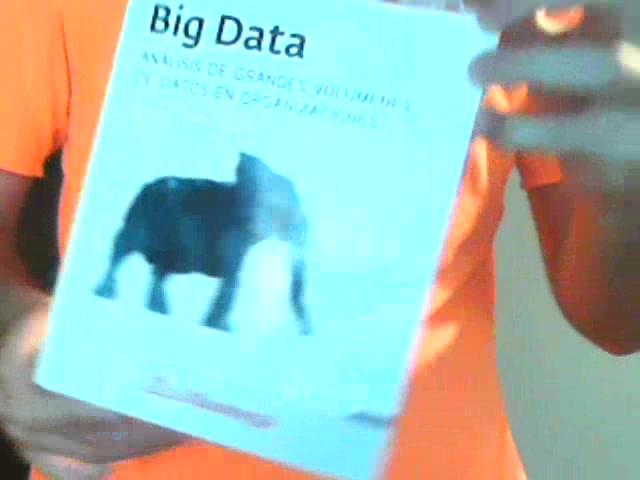 Big Data
ANÁLISIS DE GRANDES VOLÚMENES
DE DATOS EN ORGANIZACIONES